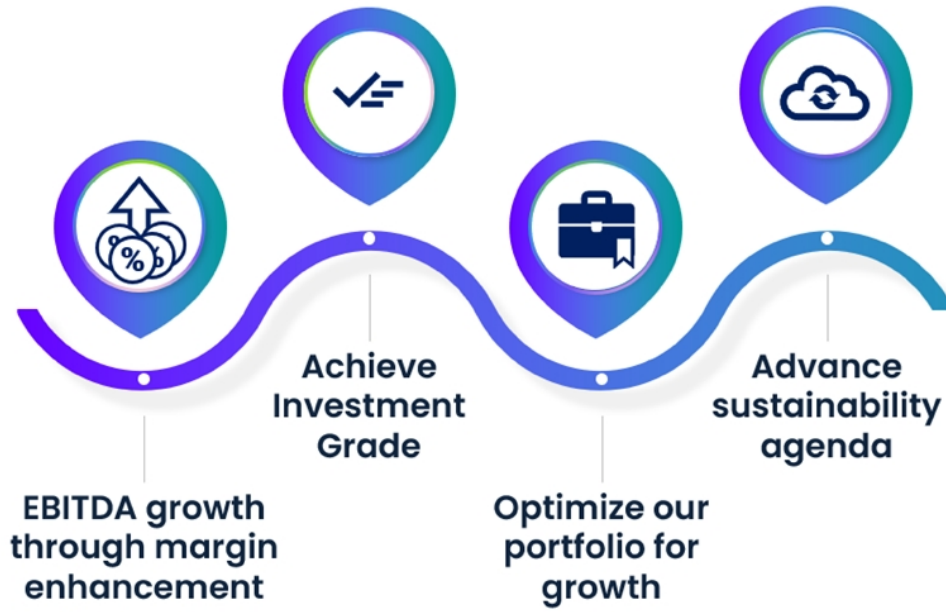 %
EBITDA growth
through margin
enhancement
Achieve
Investment
Grade
Optimize our
portfolio for
growth
Advance
sustainability
agenda